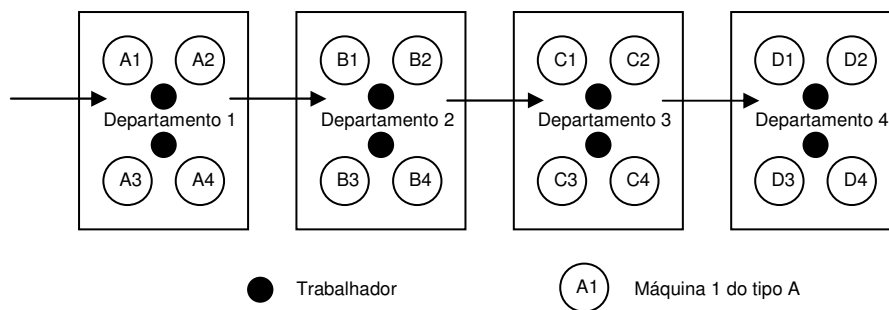 A1 A2 B1 B2 C1 C2 D1 D2
Departamento 1 Departamento 2 Departamento 3 Departamento 4
A3 A4 B3 B4 C3 C4 D3 D4
Trabalhador A1 Máquina 1 do tipo A